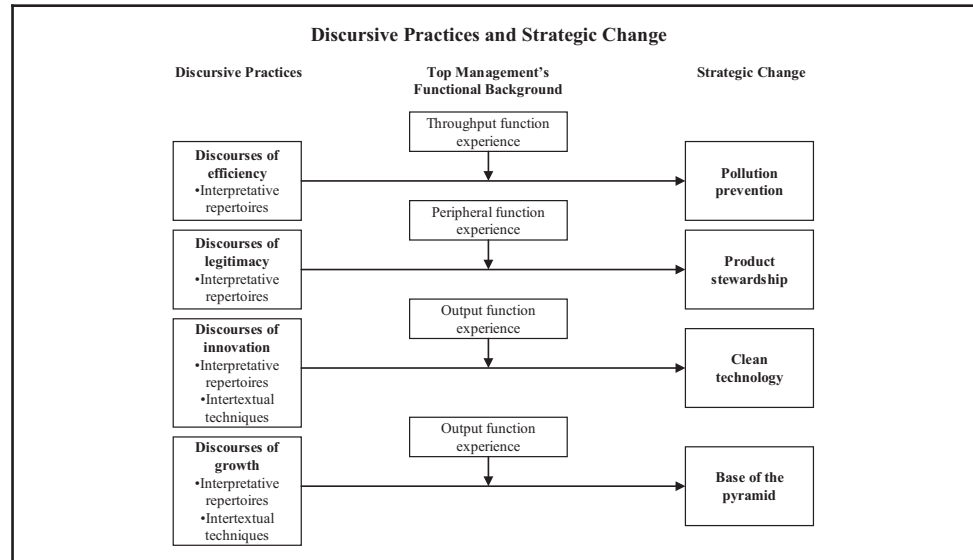 Discursive Practices and Strategic Change
Discursive Practices
Top Management's
Functional Background
Strategic Change
Throughput function
experience
Discourses of
efficiency
•Interpretative
repertoires
Pollution
prevention
Peripheral function
experience
Discourses of
legitimacy
•Interpretative
repertoires
Product
stewardship
Output function
experience
Discourses of
innovation
•Interpretative
repertoires
•Intertextual
techniques
Clean
technology
Output function
experience
Discourses of
growth
•Interpretative
repertoires
•Intertextual
techniques
Base of the
pyramid